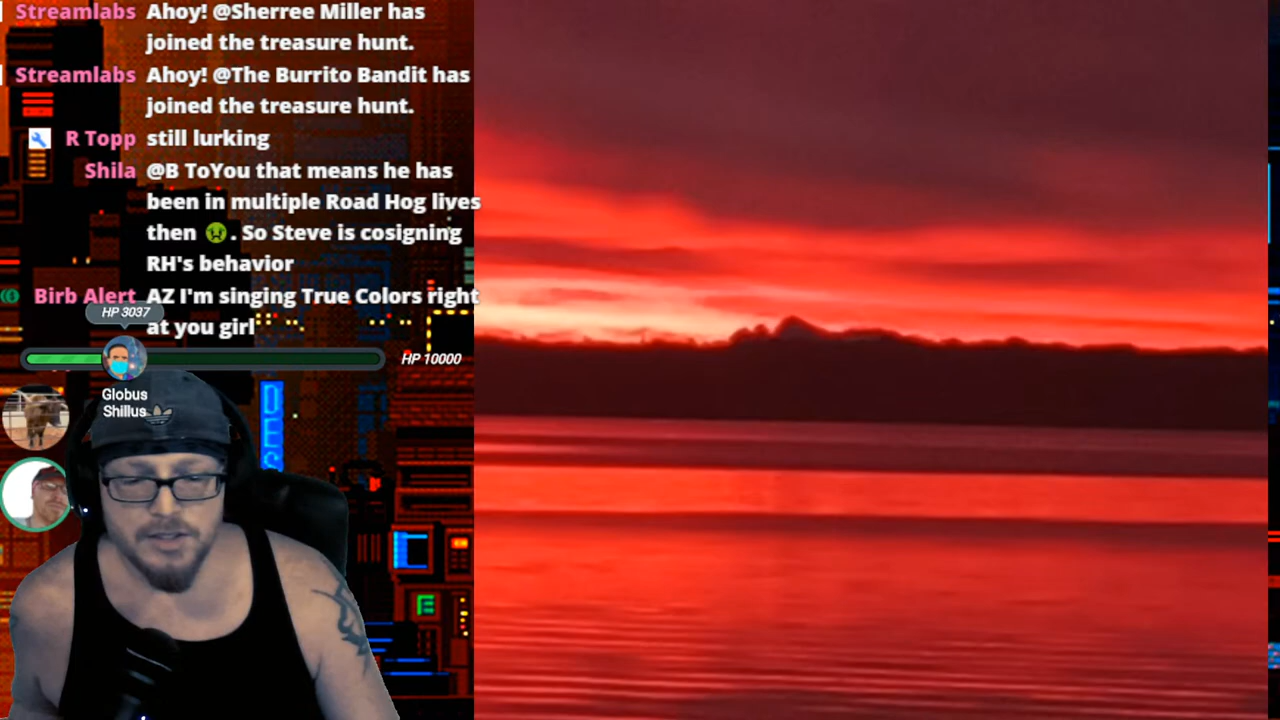 Streamlabs Ahoy! @Sherree Miller has
joined the treasure hunt.
Streamlabs Ahoy! @The Burrito Bandit has
joined the treasure hunt.
R Topp still lurking
Shila @B ToYou that means he has
been in multiple Road Hog lives
then 🤢. So Steve is cosigning
RH's behavior
Birb Alert AZ I'm singing True Colors right
at you girl
HP 3037
HP 10000
Globus
Shillus
DES